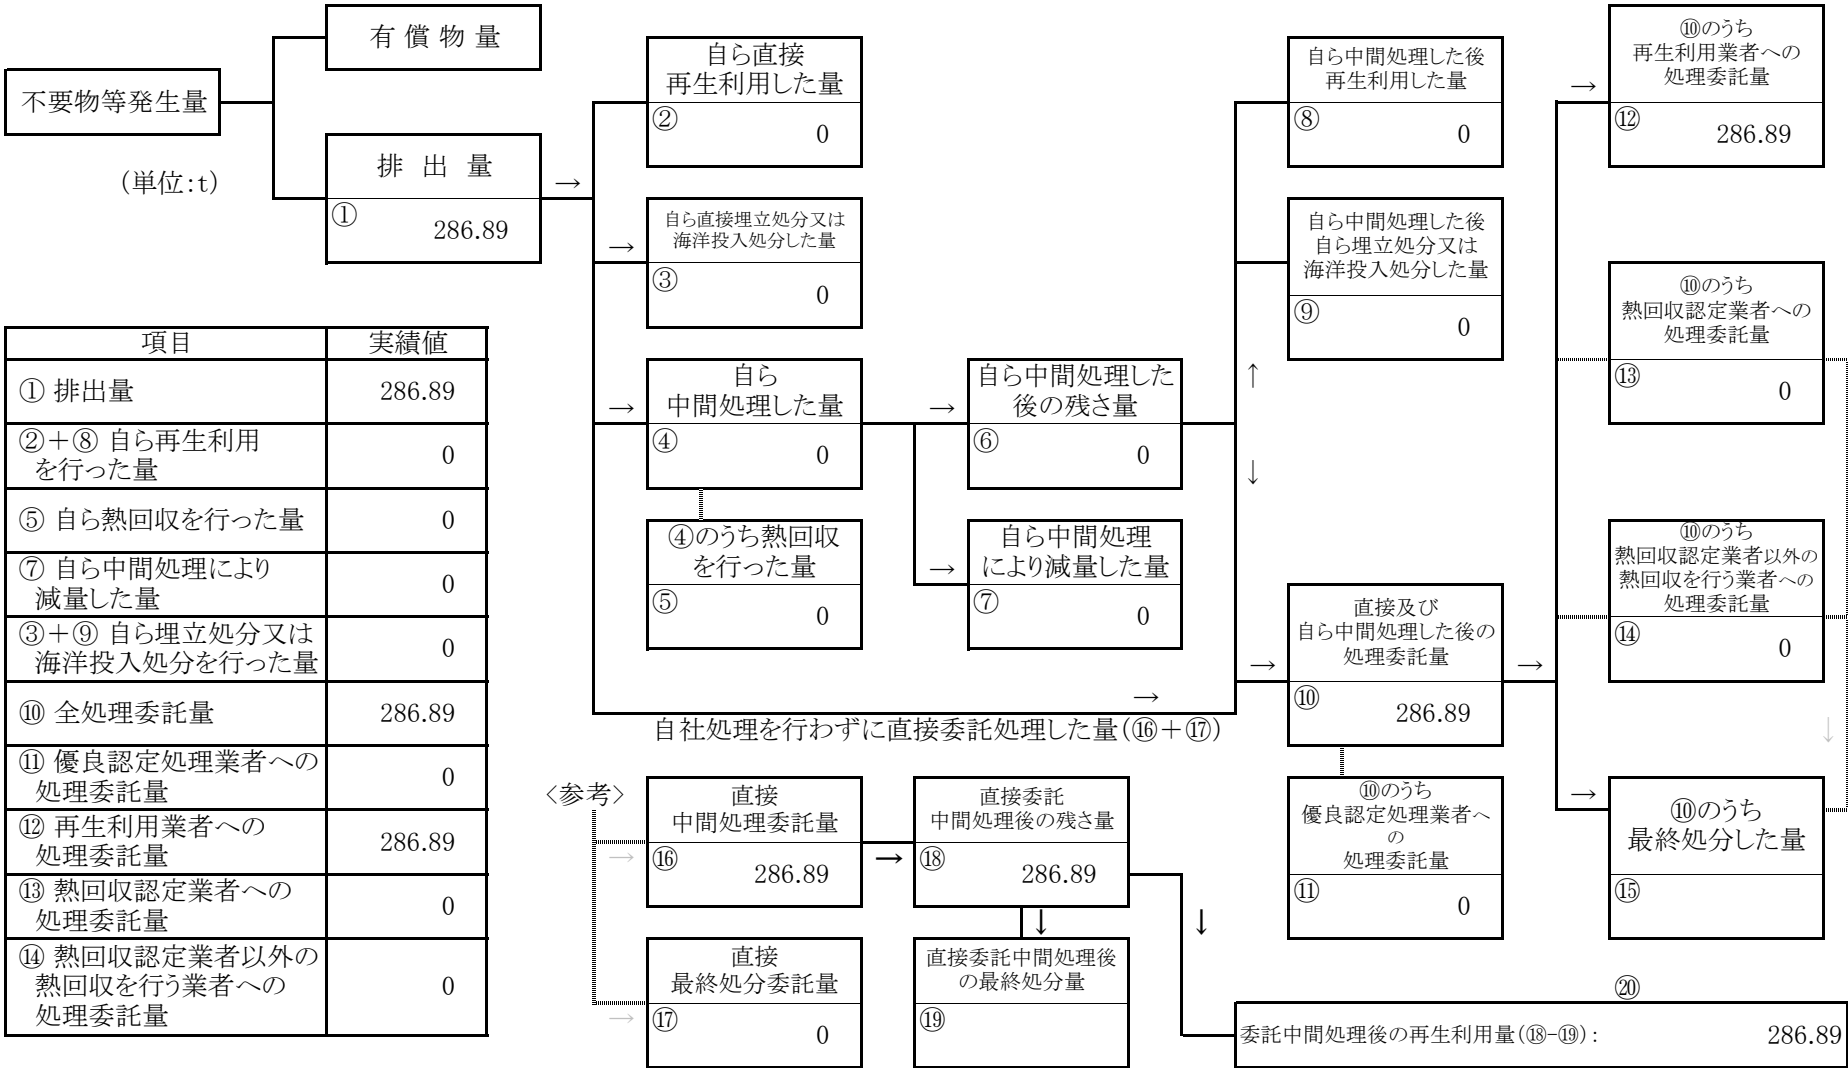 不要物等発生量
(単位:t)
有 償 物 量
排 出 量
①
286.89
→
自ら直接
再生利用した量
②
0
→
自ら直接埋立処分又は
海洋投入処分した量
③
0
→
自ら
中間処理した量
④
0
④のうち熱回収
を行った量
⑤
0
→
自ら中間処理した
後の残さ量
⑥
0
→
自ら中間処理
により減量した量
⑦
0
↑
↓
自ら中間処理した後
再生利用した量
⑧
0
自ら中間処理した後
自ら埋立処分又は
海洋投入処分した量
⑨
0
→
自社処理を行わずに直接委託処理した量(⑯+⑰)
→
直接及び
自ら中間処理した後の
処理委託量
⑩
286.89
→
⑩のうち
優良認定処理業者へ
の
処理委託量
⑪
0
→
⑩のうち
再生利用業者への
処理委託量
⑫
286.89
⑩のうち
熱回収認定業者への
処理委託量
⑬
0
⑩のうち
熱回収認定業者以外の
熱回収を行う業者への
処理委託量
⑭
0
↓
→
⑩のうち
最終処分した量
⑮
項目 実績値
① 排出量 286.89
②+⑧ 自ら再生利用
を行った量 0
⑤ 自ら熱回収を行った量 0
⑦ 自ら中間処理により
減量した量 0
③+⑨ 自ら埋立処分又は
海洋投入処分を行った量 0
⑩ 全処理委託量 286.89
⑪ 優良認定処理業者への
処理委託量 0
⑫ 再生利用業者への
処理委託量 286.89
⑬ 熱回収認定業者への
処理委託量 0
⑭ 熱回収認定業者以外の
熱回収を行う業者への
処理委託量 0
<参考>
→
直接
中間処理委託量
⑯
286.89
→
直接委託
中間処理後の残さ量
⑱
286.89
↓
↓
→
直接
最終処分委託量
⑰
0
直接委託中間処理後
の最終処分量
⑲
⑳
委託中間処理後の再生利用量(⑱-⑲): 286.89